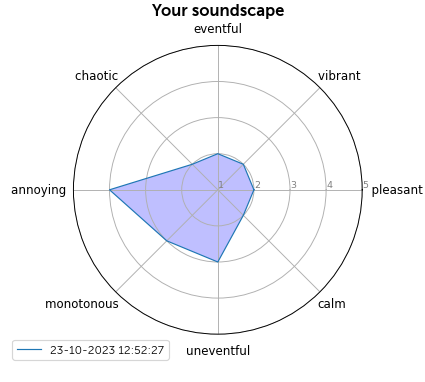 Your soundscape
eventful
chaotic
vibrant
annoying
1 2 3 4 5
pleasant
monotonous
calm
uneventful
23-10-2023 12:52:27